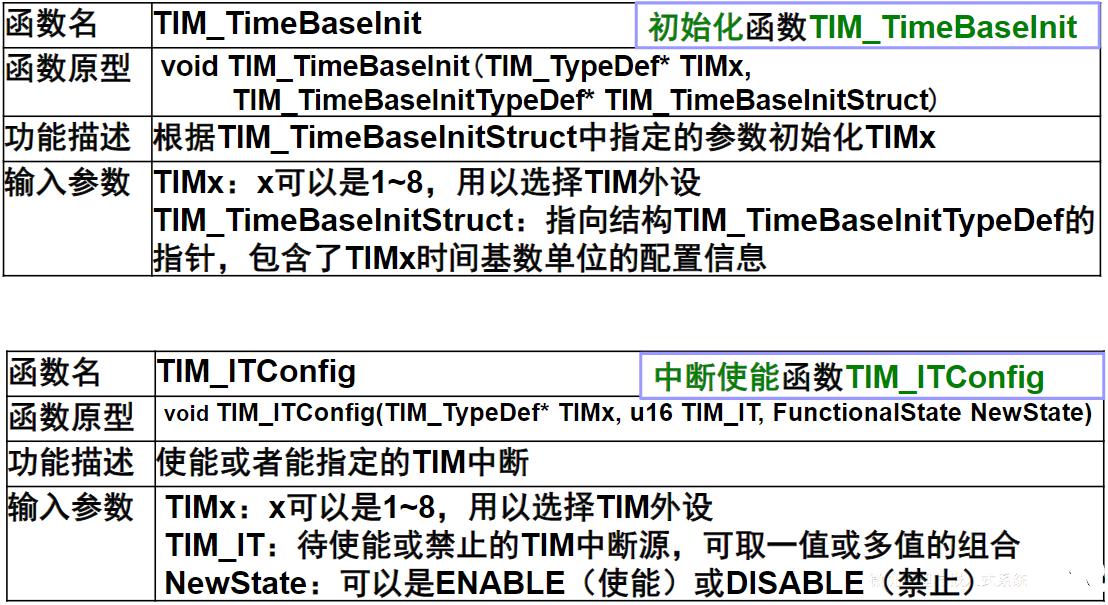 函数名 TIM_TimeBaseInit 初始化函数TIM_TimeBaseInit
函数原型 void TIM_TimeBaseInit(TIM_TypeDef* TIMx,
TIM_TimeBaseInitTypeDef* TIM_TimeBaseInitStruct)
功能描述 根据TIM_TimeBaseInitStruct中指定的参数初始化TIMx
输入参数 TIMx：x可以是1~8，用以选择TIM外设
TIM_TimeBaseInitStruct：指向结构TIM_TimeBaseInitTypeDef的
指针，包含了TIMx时间基数单位的配置信息
函数名 TIM_ITConfig 中断使能函数TIM_ITConfig
函数原型 void TIM_ITConfig(TIM_TypeDef* TIMx, u16 TIM_IT, FunctionalState NewState)
功能描述 使能或者能指定的TIM中断
输入参数 TIMx：x可以是1~8，用以选择TIM外设
TIM_IT：待使能或禁止的TIM中断源，可取一值或多值的组合
NewState：可以是ENABLE（使能）或DISABLE（禁止）